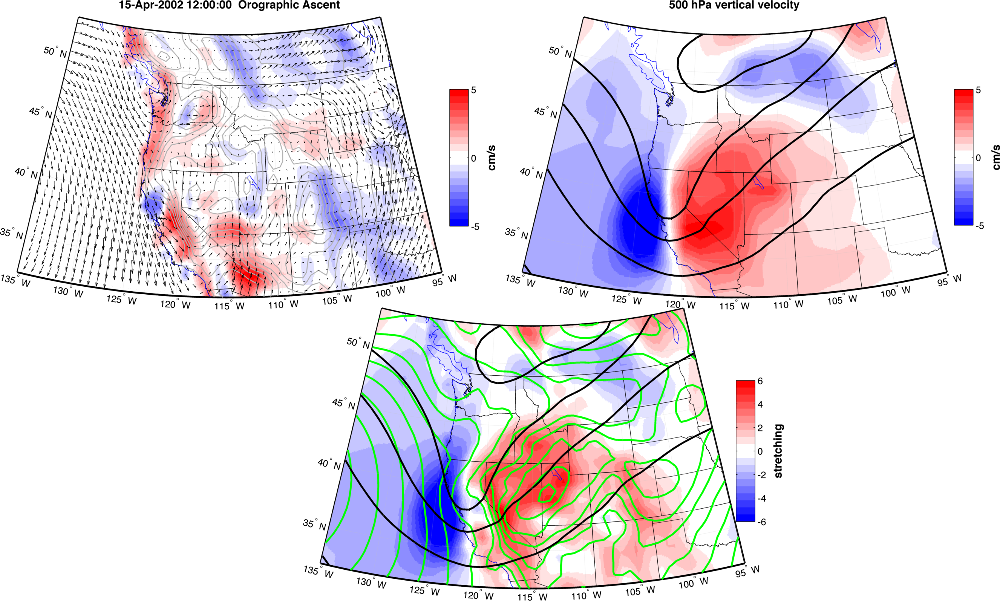 15-Apr-2002 12:00:00  Orographic Ascent
50° N
45° N
40° N
35° N
135° W
130° W
125° W
120° W
115° W
110° W
105° W
100° W
95° W
5
0
-5
cm/s
500 hPa vertical velocity
50° N
45° N
40° N
35° N
135° W
130° W
125° W
120° W
115° W
110° W
105° W
100° W
95° W
5
0
-5
cm/s
50° N
45° N
40° N
35° N
135° W
130° W
125° W
120° W
115° W
110° W
105° W
100° W
95° W
6
4
2
0
-2
-4
-6
stretching